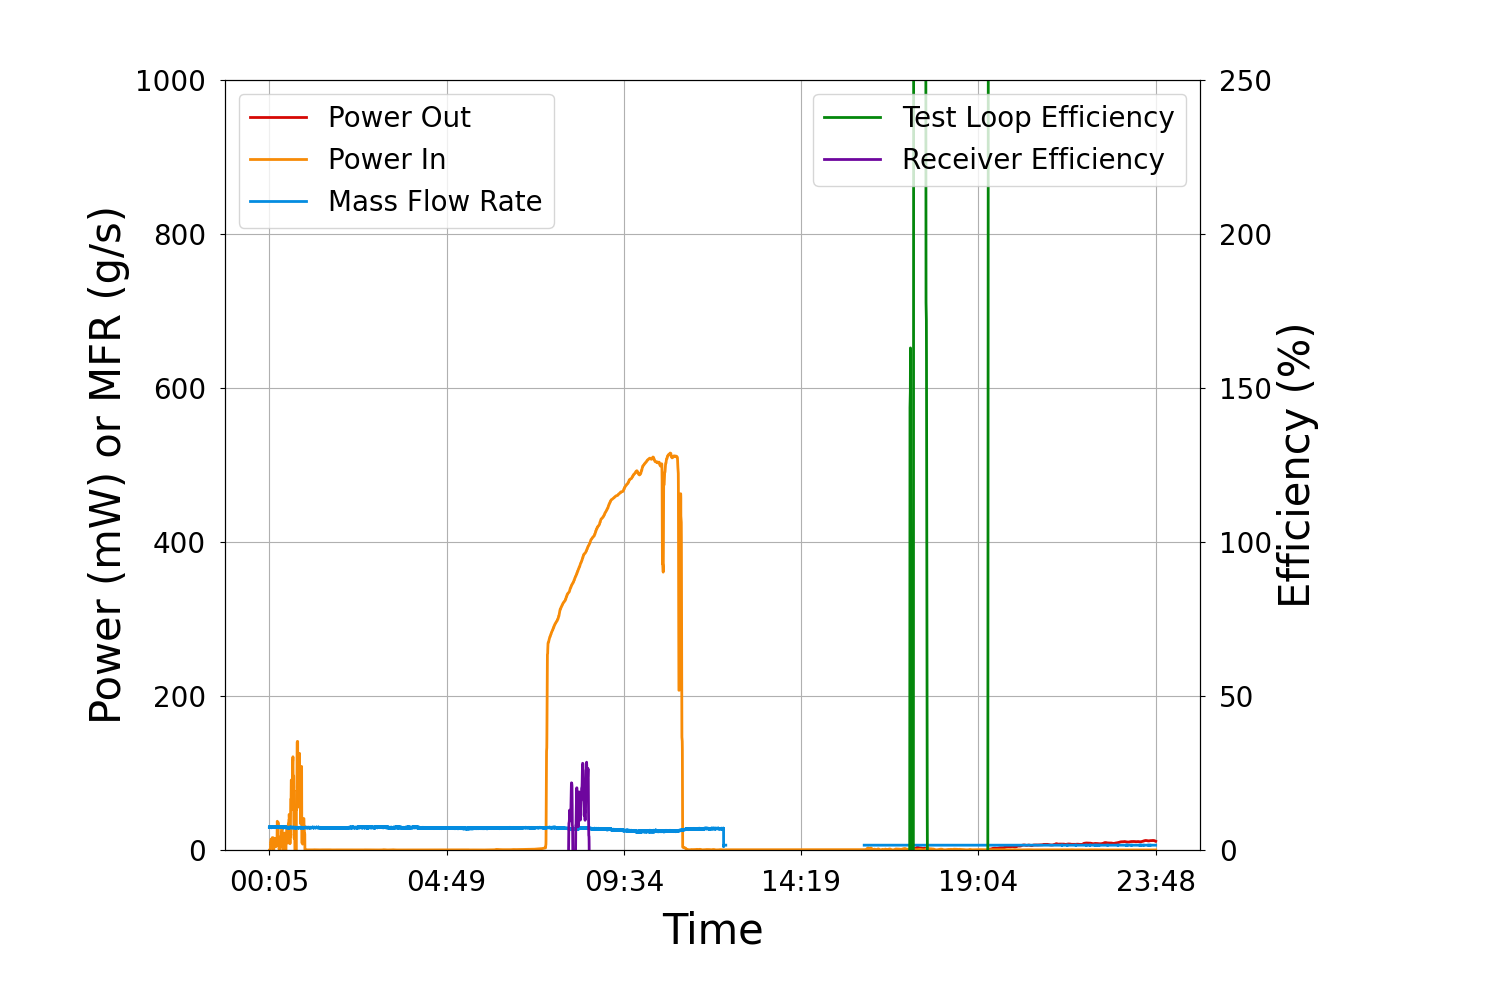 1000
800
600
400
200
0
Power (mW) or MFR (g/s)
Power Out
Power In
Mass Flow Rate
Test Loop Efficiency
Receiver Efficiency
250
200
150
100
50
0
Efficiency (%)
00:05 04:49 09:34 14:19 19:04 23:48
Time